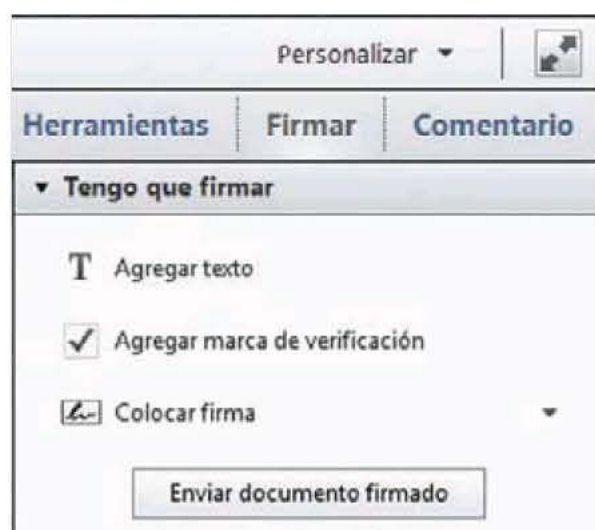 Personalizar
Herramientas Firmar Comentario
Tengo que firmar
T Agregar texto
Agregar marca de verificación
Colocar firma
Enviar documento firmado